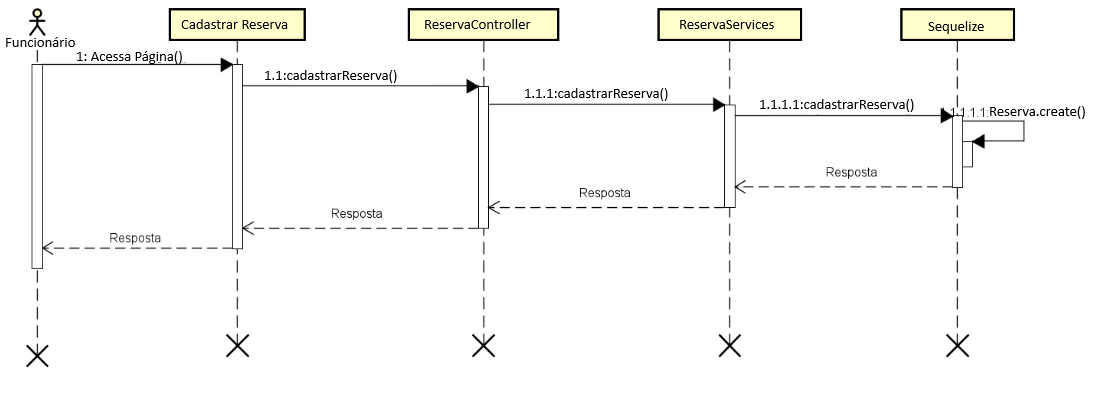 Funcionário
Cadastrar Reserva
ReservaController
ReservaServices
Sequelize
1: Acessa Página()
1.1:cadastrarReserva()
1.1.1:cadastrarReserva()
1.1.1.1:cadastrarReserva()
1.1.1.1:Reserva.create()
Resposta
Resposta
Resposta
Resposta